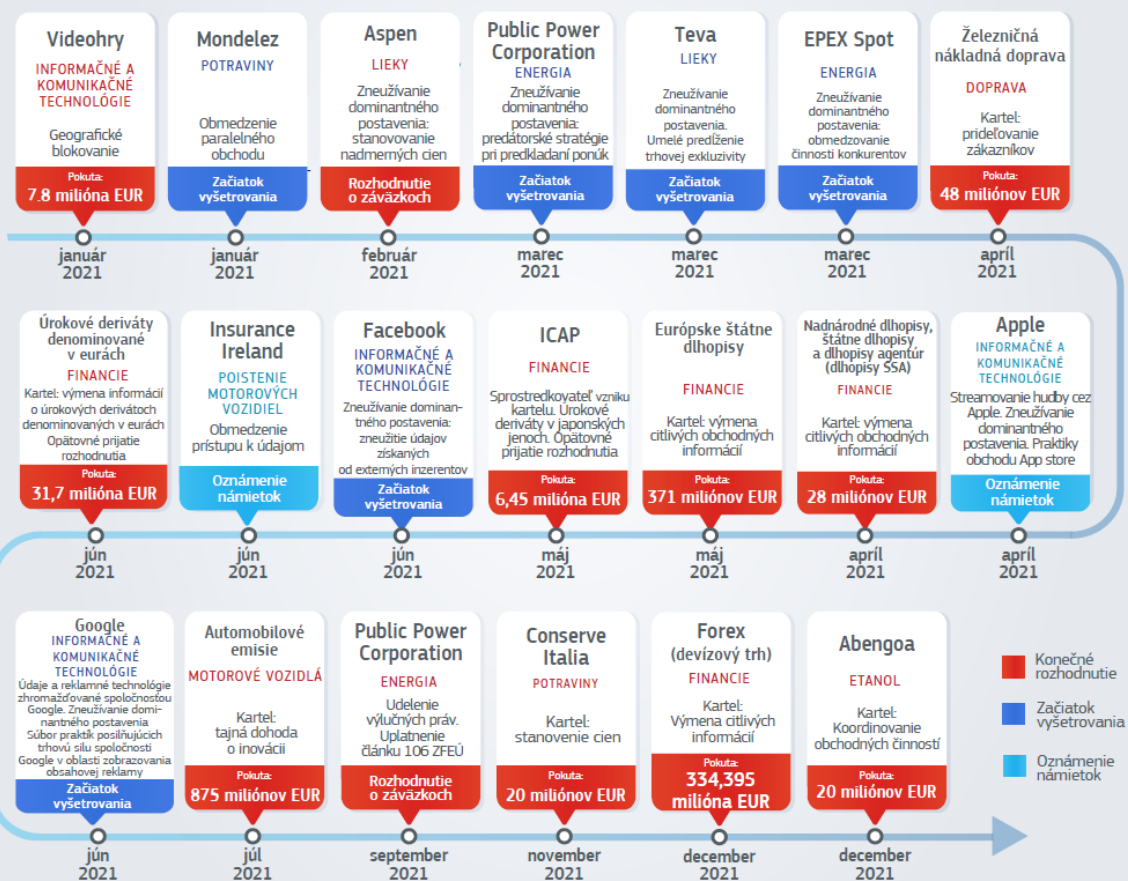 Videohry
INFORMAČNÉ A
KOMUNIKAČNÉ
TECHNOLÓGIE
Geografické
blokovanie
Pokuta:
7.8 milióna EUR
január
2021
Mondelez
POTRAVINY
Obmedzenie
paralelného
obchodu
Začiatok
vyšetrovania
január
2021
Aspen
LIEKY
Zneužívanie
dominantného
postavenia:
stanovovanie
nadmerných cien
Rozhodnutie
o záväzkoch
február
2021
Public Power
Corporation
ENERGIA
Zneužívanie
dominantného
postavenia:
predátorské stratégie
pri predkladaní ponúk
Začiatok
vyšetrovania
marec
2021
Teva
LIEKY
Zneužívanie
dominantného
postavenia.
Umelé predĺženie
trhovej exkluzivity
Začiatok
vyšetrovania
marec
2021
EPEX Spot
ENERGIA
Zneužívanie
dominantného
postavenia:
obmedzovanie
činnosti konkurentov
Začiatok
vyšetrovania
marec
2021
Železničná
nákladná doprava
DOPRAVA
Kartel:
prideľovanie
zákazníkov
Pokuta:
48 miliónov EUR
apríl
2021
Úrokové deriváty
denominované
v eurách
FINANCIE
Kartel: výmena informácií
o úrokových derivátoch
denominovaných v eurách
Opätovné prijatie
rozhodnutia
Pokuta:
31,7 milióna EUR
jún
2021
Insurance
Ireland
POISTENIE
MOTOROVÝCH
VOZIDIEL
Obmedzenie
prístupu k údajom
Oznámenie
námietok
jún
2021
Facebook
INFORMAČNÉ A
KOMUNIKAČNÉ
TECHNOLÓGIE
Zneužívanie dominan-
tného postavenia:
zneužitie údajov
získaných
od externých inzerentov
Začiatok
vyšetrovania
jún
2021
ICAP
FINANCIE
Sprostredkoyateľ vzniku
kartelu. Úrokové
deriváty v japonských
jenoch. Opätovné
prijatie rozhodnutia
Pokuta:
6,45 milióna EUR
máj
2021
Európske štátne
dlhopisy
FINANCIE
Kartel: výmena
citlivých obchodných
informácií
Pokuta:
371 miliónov EUR
máj
2021
Nadnárodné dlhopisy,
štátne dlhopisy
a dlhopisy agentúr
(dlhopisy SSA)
FINANCIE
Kartel: výmena
citlivých obchodných
informácií
Pokuta:
28 miliónov EUR
apríl
2021
Apple
INFORMAČNÉ A
KOMUNIKAČNÉ
TECHNOLÓGIE
Streamovanie hudby cez
Apple. Zneužívanie
dominantného
postavenia. Praktiky
obchodu App store
Oznámenie
námietok
apríl
2021
Google
INFORMAČNÉ A
KOMUNIKAČNÉ
TECHNOLÓGIE
Údaje a reklamné technológie
zhromažďované spoločnosťou
Google. Zneužívanie domi-
nantného postavenia
Súbor praktík posilňujúcich
trhovú silu spoločnosti
Google v oblasti zobrazovania
obsahovej reklamy
Začiatok
vyšetrovania
jún
2021
Automobilové
emisie
MOTOROVÉ VOZIDLÁ
Kartel:
tajná dohoda
o inovácii
Pokuta:
875 miliónov EUR
júl
2021
Public Power
Corporation
ENERGIA
Udelenie
výlučných práv.
Uplatnenie
článku 106 ZFEÚ
Rozhodnutie
o záväzkoch
september
2021
Conserve
Italia
POTRAVINY
Kartel:
stanovenie cien
Pokuta:
20 miliónov EUR
november
2021
Forex
(devízový trh)
FINANCIE
Kartel:
Výmena citlivých
informácií
Pokuta:
334,395
milióna EUR
december
2021
Abengoa
ETANOL
Kartel:
Koordinovanie
obchodných činností
Pokuta:
20 miliónov EUR
december
2021
Konečné
rozhodnutie
Začiatok
vyšetrovania
Oznámenie
námietok